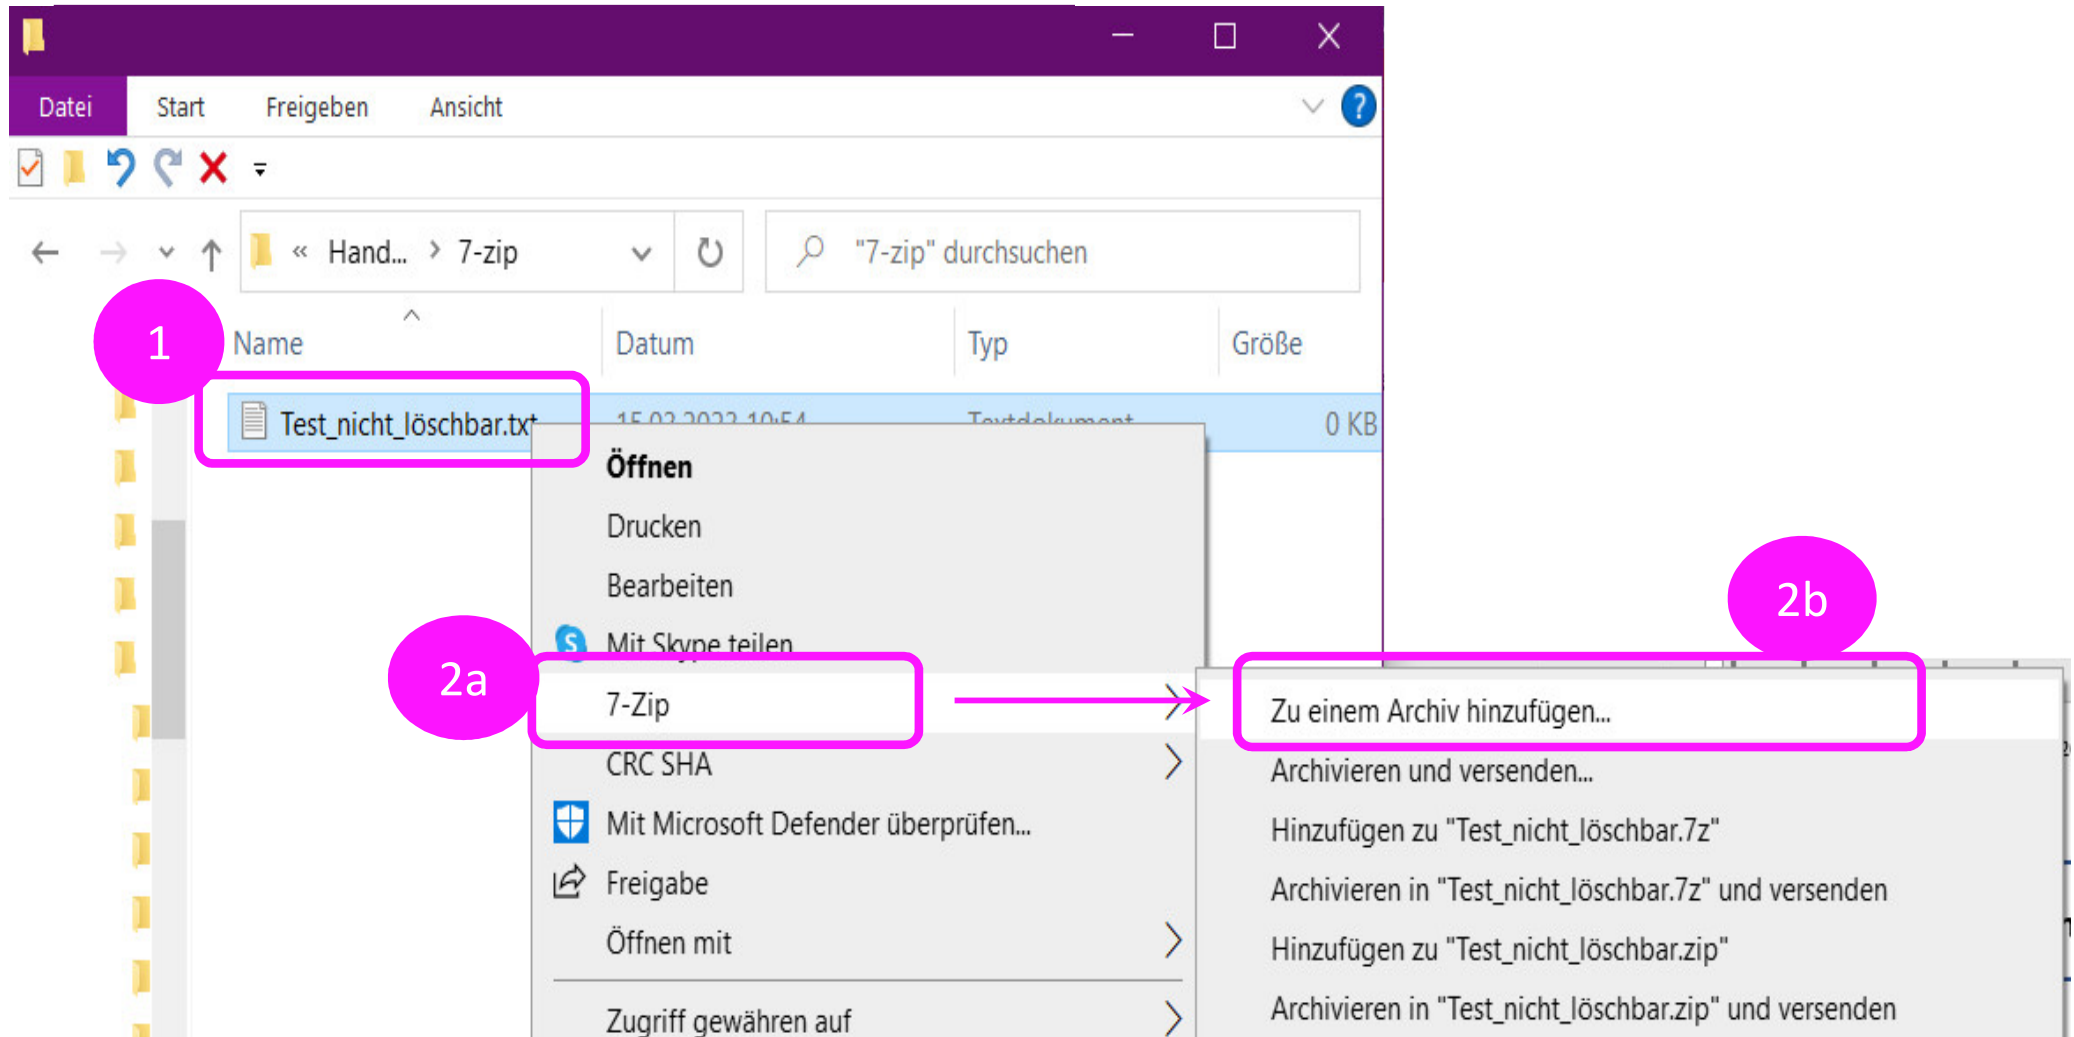 Datei Start Freigeben Ansicht ?
« Hand... > 7-zip "7-zip" durchsuchen
1
Name Datum Typ Größe
Test_nicht_löschbar.txt 0 KB
Öffnen
Drucken
Bearbeiten
2b
Mit Skype teilen
2a
7-Zip
Zu einem Archiv hinzufügen...
CRC SHA
Archivieren und versenden...
Mit Microsoft Defender überprüfen...
Hinzufügen zu "Test_nicht_löschbar.7z"
Freigabe
Archivieren in "Test_nicht_löschbar.7z" und versenden
Öffnen mit
Hinzufügen zu "Test_nicht_löschbar.zip"
Zugriff gewähren auf
Archivieren in "Test_nicht_löschbar.zip" und versenden